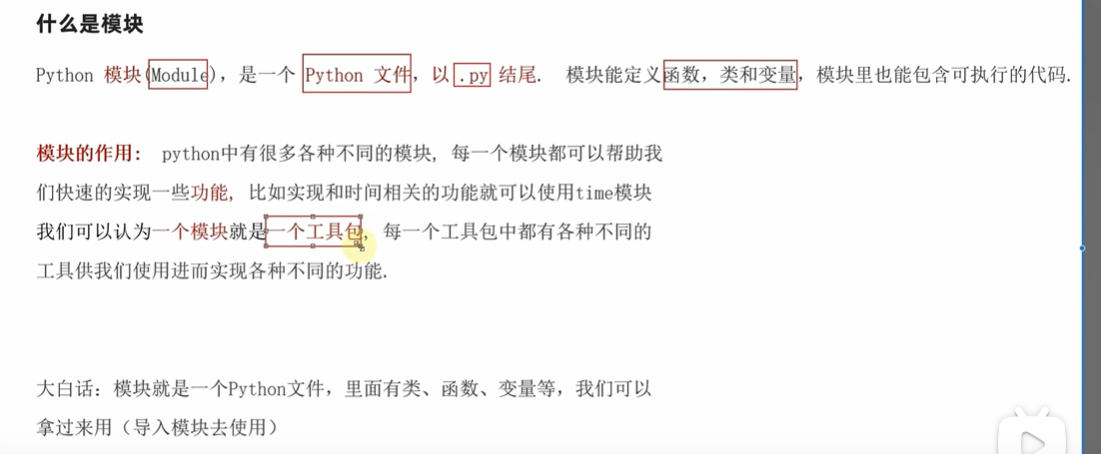 什么是模块
Python 模块(Module)，是一个 Python 文件，以 .py 结尾. 模块能定义函数，类和变量，模块里也能包含可执行的代码.
模块的作用: python中有很多各种不同的模块, 每一个模块都可以帮助我
们快速的实现一些功能, 比如实现和时间相关的功能就可以使用time模块
我们可以认为一个模块就是一个工具包, 每一个工具包中都有各种不同的
工具供我们使用进而实现各种不同的功能.
大白话：模块就是一个Python文件，里面有类、函数、变量等，我们可以
拿过来用（导入模块去使用）